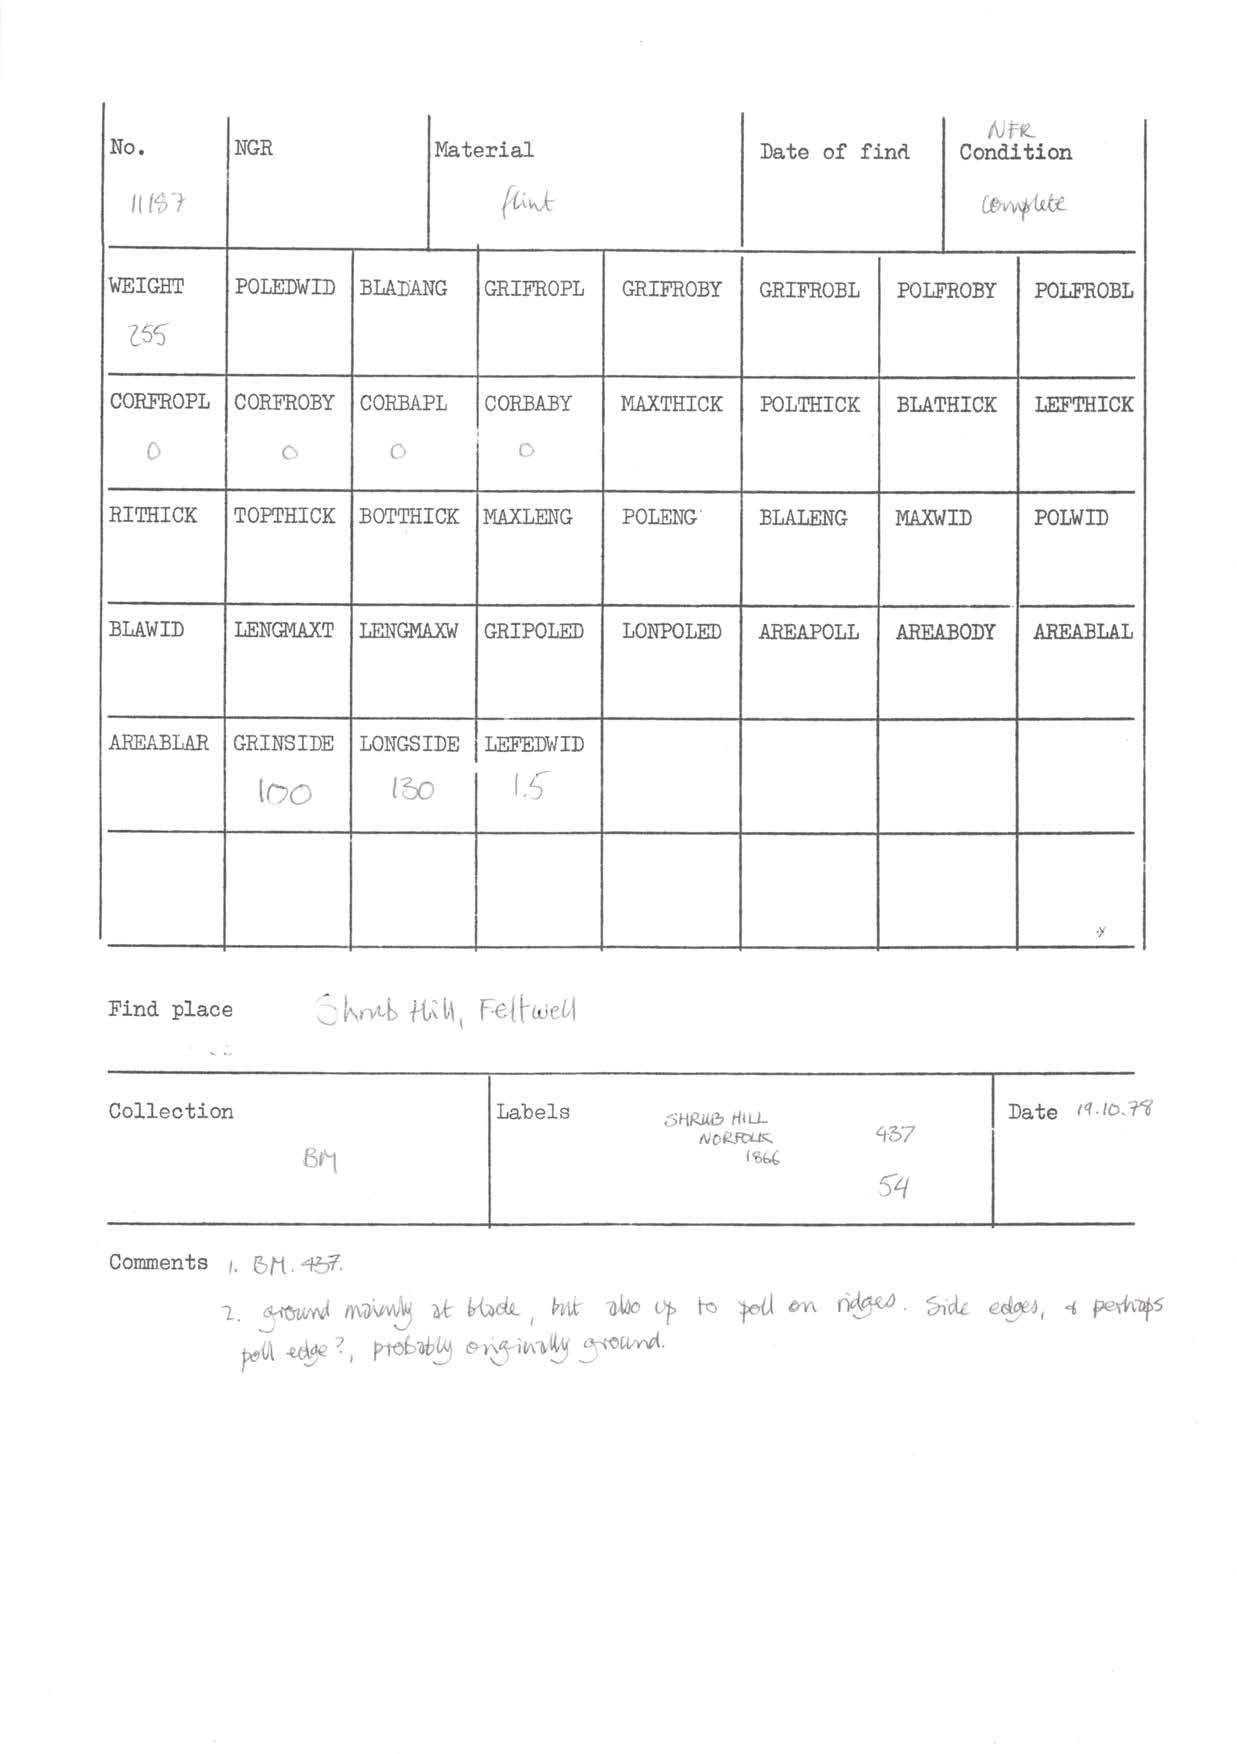 NFR
No. NGR Material Date of find Condition
11187 flint complete
WEIGHT POLEDWID BLADANG GRIFROPL GRIFROBY GRIFROBL POLFROBY POLFROBL
255
CORFROPL CORFROBY CORBAPL CORBABY MAXTHICK POLTHICK BLATHICK LEFTHICK
0 0 0 0
RITHICK TOPTHICK BOTTHICK MAXLENG POLENG BLALENG MAXWID POLWID
BLAWID LENGMAXT LENGMAXW GRIPOLED LONPOLED AREAPOLL AREABODY AREABLAL
AREABLAR GRINSIDE LONGSIDE LEFEDWID
100 130 1.5
Find place Shrub Hill, Feltwell
Collection Labels Date 19.10.78
BM
SHRUB HILL
NORFOLK 437
1866
54
Comments 1. BM. 437.
2. ground mainly at blade, but also up to poll on ridges. Side edges, & perhaps
poll edge?, probably originally ground.